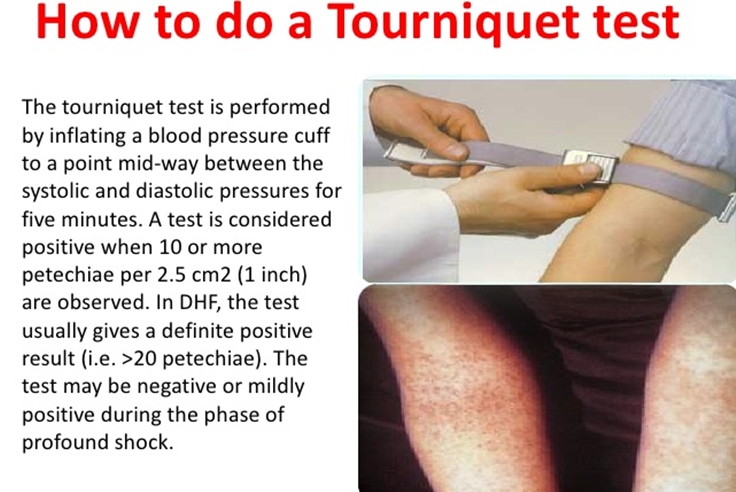 How to do a Tourniquet test
The tourniquet test is performed
by inflating a blood pressure cuff
to a point mid-way between the
systolic and diastolic pressures for
five minutes. A test is considered
positive when 10 or more
petechiae per 2.5 cm2 (1 inch)
are observed. In DHF, the test
usually gives a definite positive
result (i.e. >20 petechiae). The
test may be negative or mildly
positive during the phase of
profound shock.